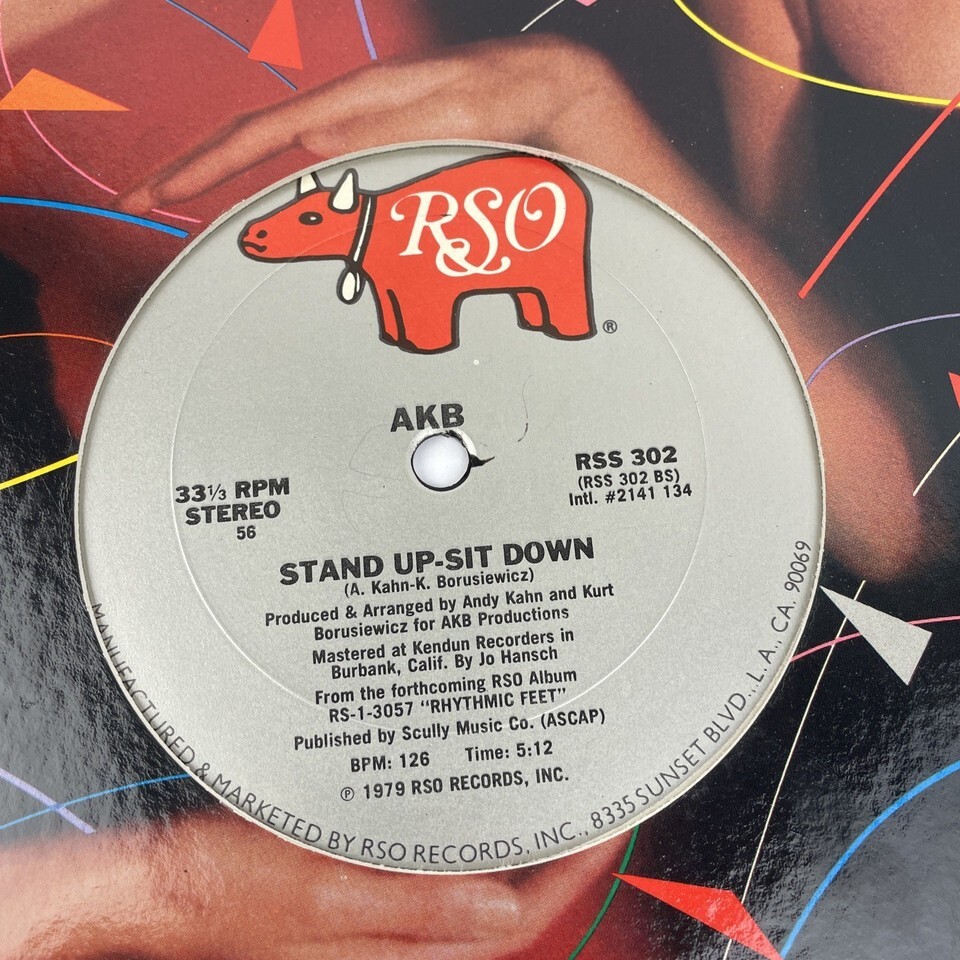 RSO
®
AKB
33⅓ RPM
STEREO
56
RSS 302
(RSS 302 BS)
Intl. #2141 134
STAND UP-SIT DOWN
(A. Kahn-K. Borusiewicz)
Produced & Arranged by Andy Kahn and Kurt
Borusiewicz for AKB Productions
Mastered at Kendun Recorders in
Burbank, Calif. By Jo Hansch
From the forthcoming RSO Album
RS-1-3057 "RHYTHMIC FEET"
Published by Scully Music Co. (ASCAP)
BPM: 126 Time: 5:12
℗ 1979 RSO RECORDS, INC.
MANUFACTURED & MARKETED BY RSO RECORDS, INC., 8335 SUNSET BLVD., L. A., CA. 90069